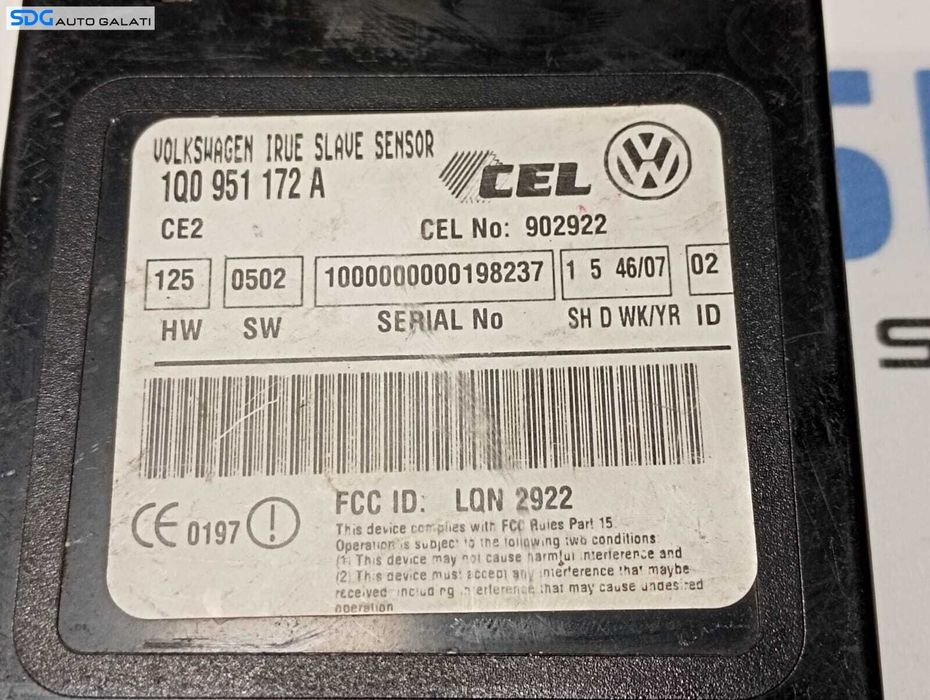 SDG AUTO GALATI
VOLKSWAGEN IRUE SLAVE SENSOR
1Q0 951 172 A
CEL
CE2
CEL No: 902922
125 0502 1000000000198237 1 5 46/07 02
HW SW SERIAL No SH D WK/YR ID
CE 0197
FCC ID: LQN 2922
This device complies with FCC Rules Part 15
Operation is subject to the following two conditions
(1) This device may not cause harmful interference and
(2) This device must accept any interference that maybe
received including interference that may cause undesired
operation